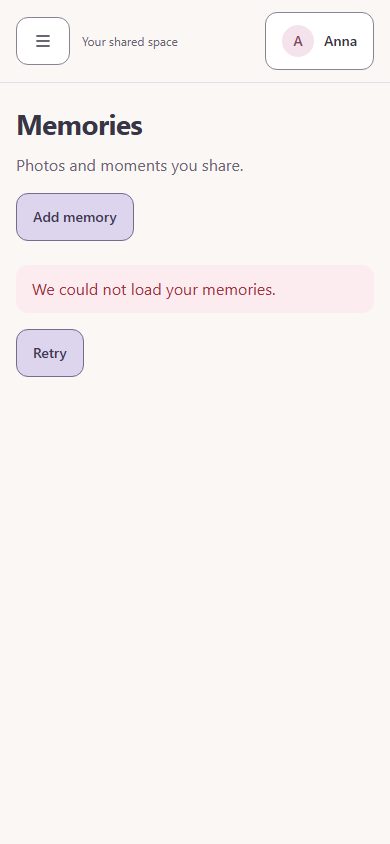 Your shared space
A
Anna
Memories
Photos and moments you share.
Add memory
We could not load your memories.
Retry